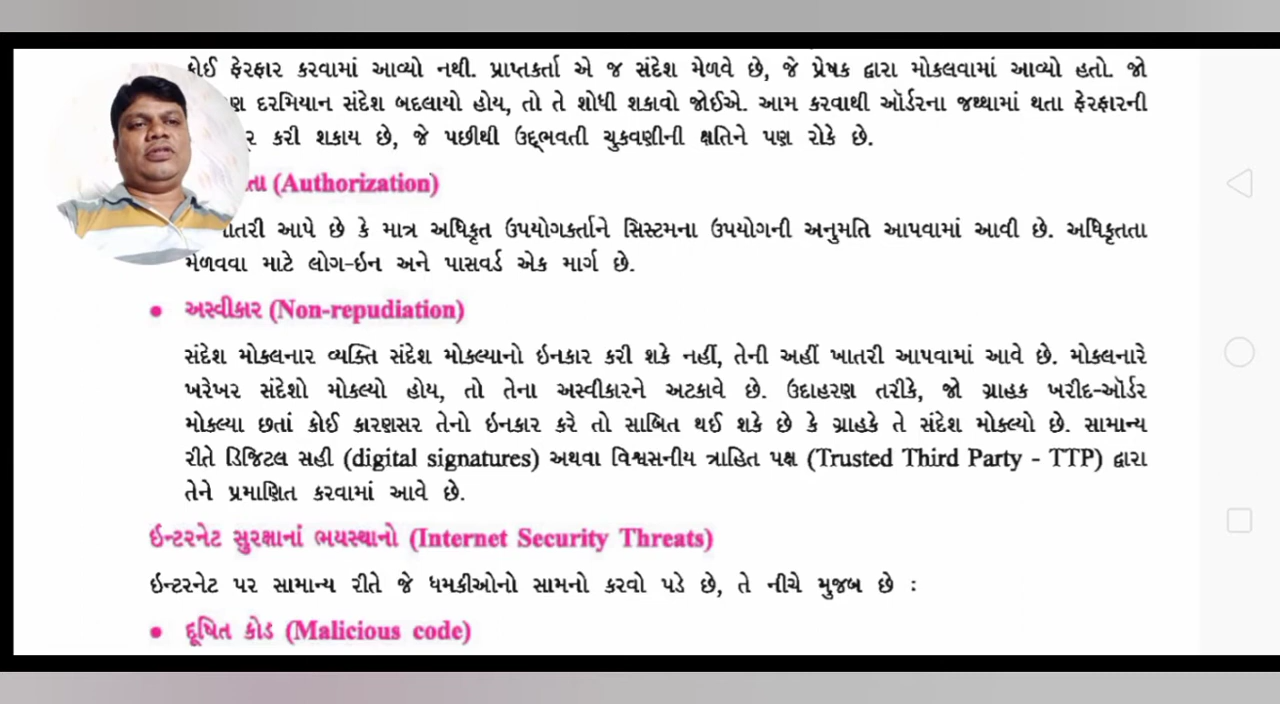 કોઈ ફેરફાર કરવામાં આવ્યો નથી. પ્રાપ્તકર્તા એ જ સંદેશ મેળવે છે, જે પ્રેષક દ્વારા મોકલવામાં આવ્યો હતો. જો
દરમિયાન સંદેશ બદલાયો હોય, તો તે શોધી શકાવો જોઈએ. આમ કરવાથી ઑર્ડરના જથ્થામાં થતા ફેરફારની
કરી શકાય છે, જે પછીથી ઉદ્ભવતી ચુકવણીની ક્ષતિને પણ રોકે છે.
(Authorization)
આપે છે કે માત્ર અધિકૃત ઉપયોગકર્તાને સિસ્ટમના ઉપયોગની અનુમતિ આપવામાં આવી છે. અધિકૃતતા
મેળવવા માટે લોગ-ઇન અને પાસવર્ડ એક માર્ગ છે.
• અસ્વીકાર (Non-repudiation)
સંદેશ મોકલનાર વ્યક્તિ સંદેશ મોકલ્યાનો ઇનકાર કરી શકે નહીં, તેની અહીં ખાતરી આપવામાં આવે છે. મોકલનારે
ખરેખર સંદેશો મોકલ્યો હોય, તો તેના અસ્વીકારને અટકાવે છે. ઉદાહરણ તરીકે, જો ગ્રાહક ખરીદ-ઑર્ડર
મોકલ્યા છતાં કોઈ કારણસર તેનો ઇનકાર કરે તો સાબિત થઈ શકે છે કે ગ્રાહકે તે સંદેશ મોકલ્યો છે. સામાન્ય
રીતે ડિજિટલ સહી (digital signatures) અથવા વિશ્વસનીય ત્રાહિત પક્ષ (Trusted Third Party - TTP) દ્વારા
તેને પ્રમાણિત કરવામાં આવે છે.
ઇન્ટરનેટ સુરક્ષાનાં ભયસ્થાનો (Internet Security Threats)
ઇન્ટરનેટ પર સામાન્ય રીતે જે ધમકીઓનો સામનો કરવો પડે છે, તે નીચે મુજબ છે :
• દૂષિત કોડ (Malicious code)